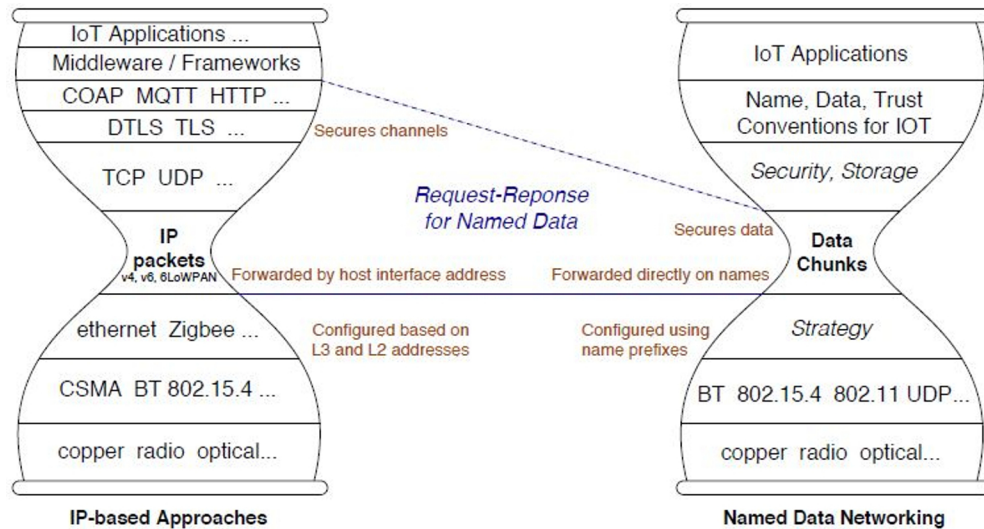 IoT Applications ...
Middleware / Frameworks
COAP MQTT HTTP ...
DTLS TLS ...
TCP UDP ...
IP
packets
v4, v6, 6LoWPAN
ethernet Zigbee ...
CSMA BT 802.15.4 ...
copper radio optical...
IP-based Approaches
Secures channels
Request-Reponse
for Named Data
Secures data
Forwarded by host interface address
Forwarded directly on names
Configured based on
L3 and L2 addresses
Configured using
name prefixes
IoT Applications
Name, Data, Trust
Conventions for IOT
Security, Storage
Data
Chunks
Strategy
BT 802.15.4 802.11 UDP...
copper radio optical...
Named Data Networking